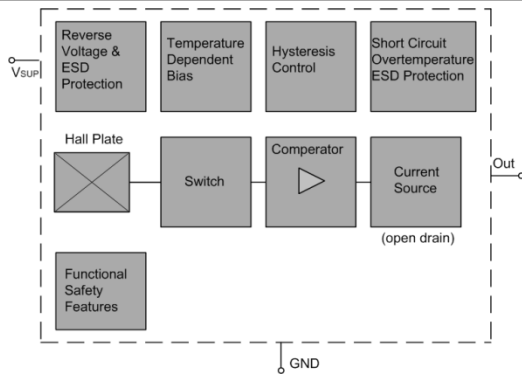 Reverse
Voltage &
ESD
Protection
Temperature
Dependent
Bias
Hysteresis
Control
Short Circuit
Overtemperature
ESD Protection
VSUP
Hall Plate
Switch
Comperator
Current
Source
Out
(open drain)
Functional
Safety
Features
GND